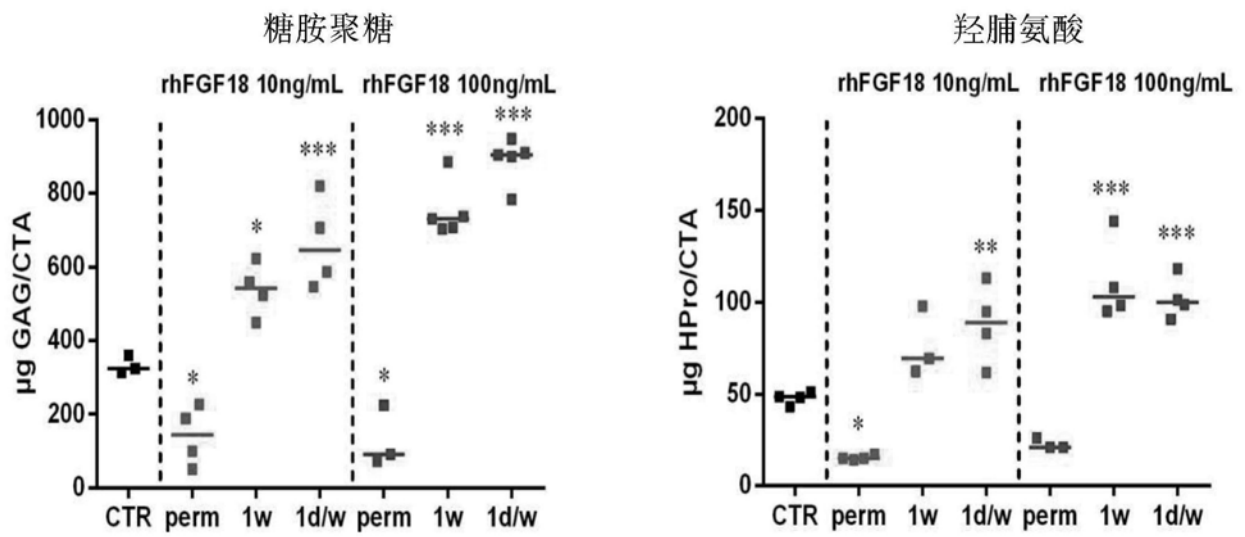 糖胺聚糖
rhFGF18 10ng/mL rhFGF18 100ng/mL
μg GAG/CTA
1000
800
600
400
200
0
*
*
***
*
***
***
CTR perm 1w 1d/w perm 1w 1d/w
羟脯氨酸
rhFGF18 10ng/mL rhFGF18 100ng/mL
μg HPro/CTA
200
150
100
50
0
*
**
***
***
CTR perm 1w 1d/w perm 1w 1d/w